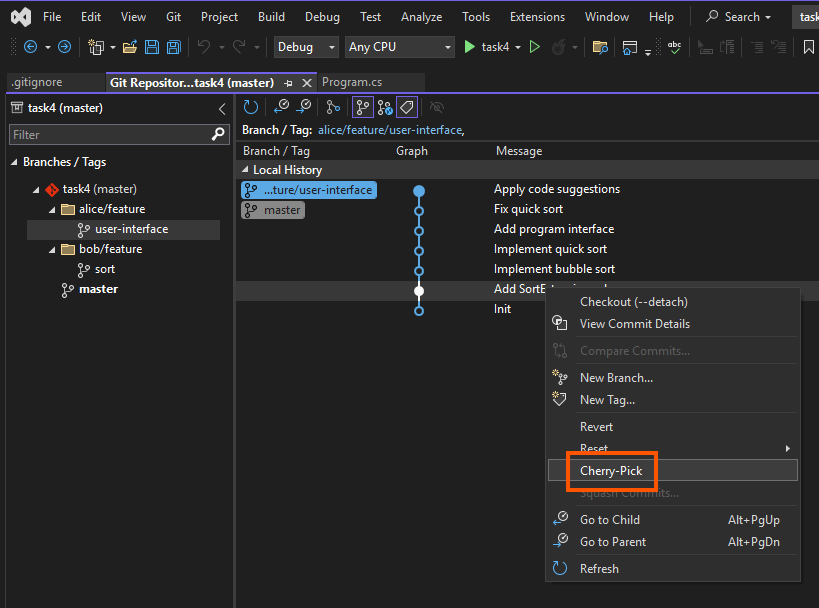 File Edit View Git Project Build Debug Test Analyze Tools Extensions Window Help Search task
Debug Any CPU task4 abc
.gitignore Git Repositor...task4 (master) Program.cs
task4 (master)
Filter
Branches / Tags
task4 (master)
alice/feature
user-interface
bob/feature
sort
master
Branch / Tag: alice/feature/user-interface,
Branch / Tag Graph Message
Local History
...ture/user-interface Apply code suggestions
master Fix quick sort
Add program interface
Implement quick sort
Implement bubble sort
Add
Init
Checkout (--detach)
View Commit Details
Compare Commits...
New Branch...
New Tag...
Revert
Reset
Cherry-Pick
Squash Commits...
Go to Child Alt+PgUp
Go to Parent Alt+PgDn
Refresh